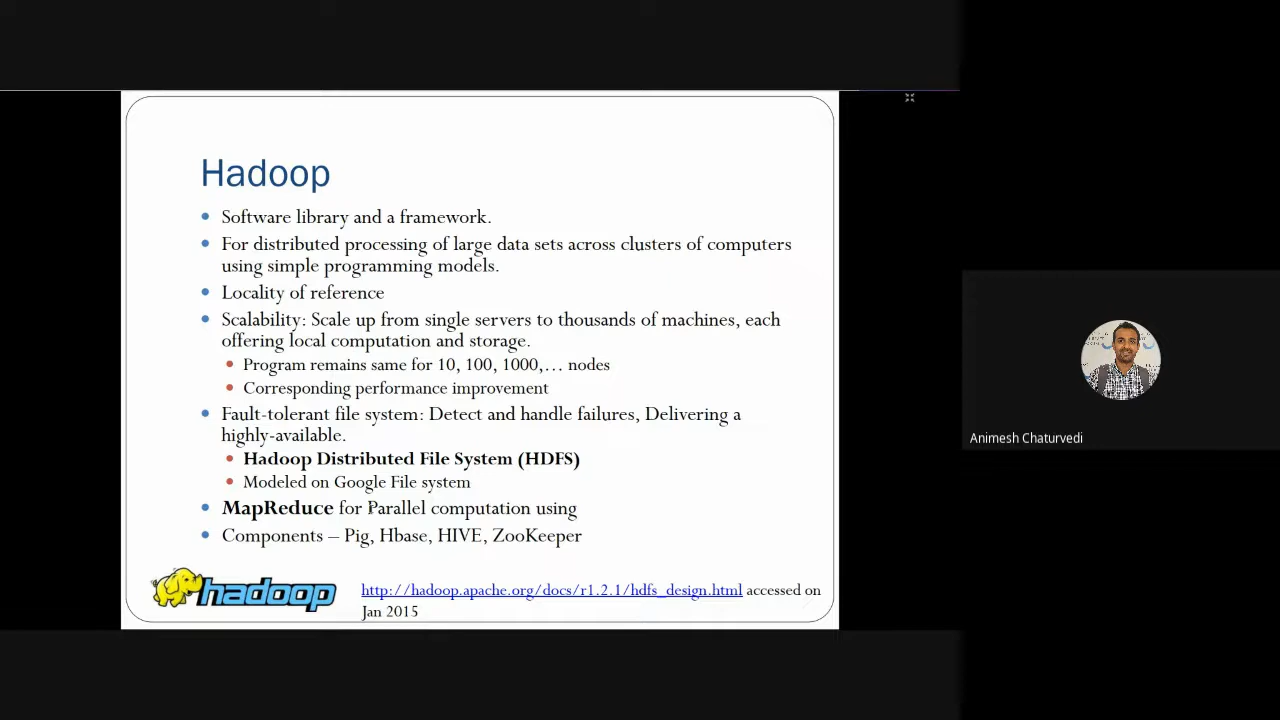 Hadoop
Software library and a framework.
For distributed processing of large data sets across clusters of computers
using simple programming models.
Locality of reference
Scalability: Scale up from single servers to thousands of machines, each
offering local computation and storage.
Program remains same for 10, 100, 1000,… nodes
Corresponding performance improvement
Fault-tolerant file system: Detect and handle failures, Delivering a
highly-available.
Hadoop Distributed File System (HDFS)
Modeled on Google File system
MapReduce for Parallel computation using
Components – Pig, Hbase, HIVE, ZooKeeper
hadoop
http://hadoop.apache.org/docs/r1.2.1/hdfs_design.html accessed on
Jan 2015
Animesh Chaturvedi